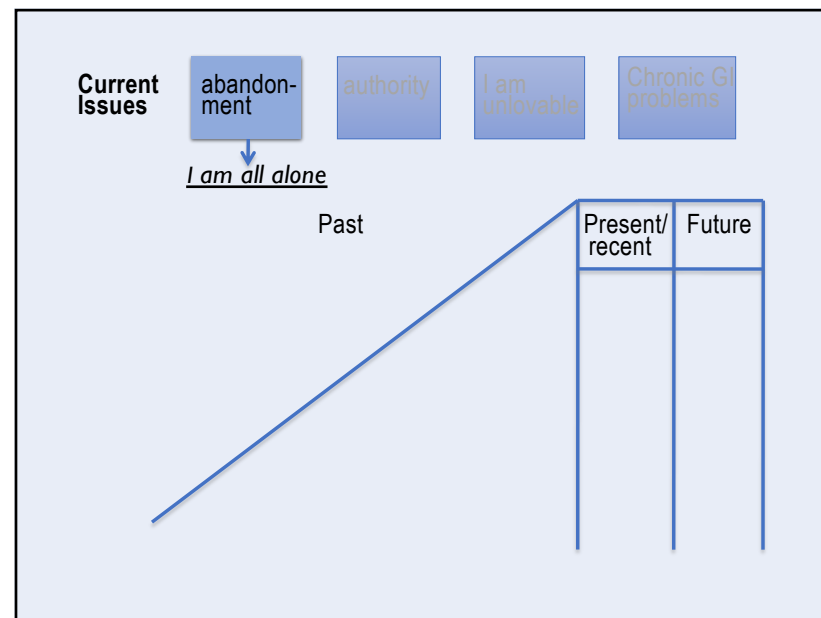 Current
Issues
abandon-
ment
authority
I am
unlovable
Chronic GI
problems
I am all alone
Past
Present/
recent
Future